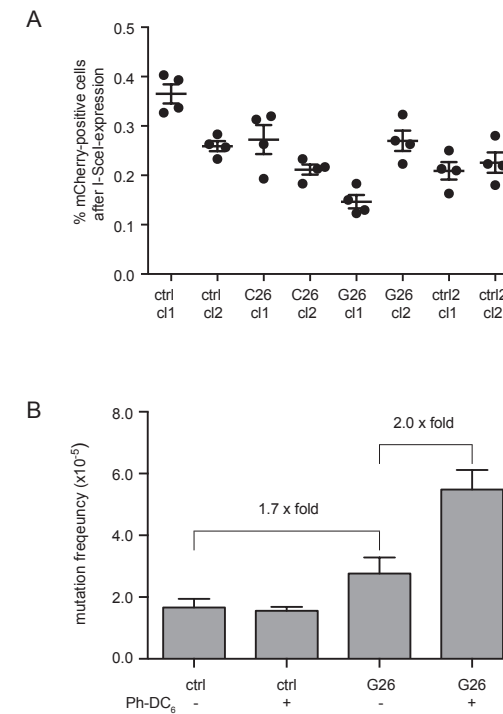 A
% mCherry-positive cells
after I-SceI-expression
0.5
0.4
0.3
0.2
0.1
0.0
ctrl ctrl C26 C26 G26 G26 ctrl2 ctrl2
cl1 cl2 cl1 cl2 cl1 cl2 cl1 cl2
B
mutation freqeuncy (x10-5)
8.0
6.0
4.0
2.0
0.0
2.0 x fold
1.7 x fold
ctrl ctrl G26 G26
Ph-DC6 - + - +